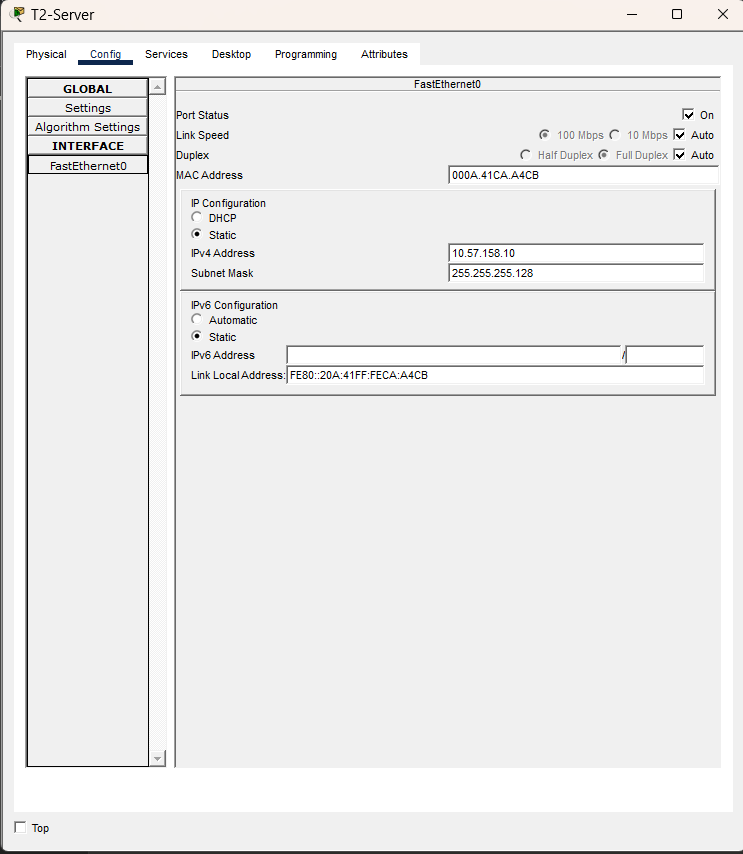 T2-Server
Physical Config Services Desktop Programming Attributes
GLOBAL
Settings
Algorithm Settings
INTERFACE
FastEthernet0
FastEthernet0
Port Status On
Link Speed 100 Mbps 10 Mbps Auto
Duplex Half Duplex Full Duplex Auto
MAC Address 000A.41CA.A4CB
IP Configuration
DHCP
Static
IPv4 Address 10.57.158.10
Subnet Mask 255.255.255.128
IPv6 Configuration
Automatic
Static
IPv6 Address /
Link Local Address: FE80::20A:41FF:FECA:A4CB
Top